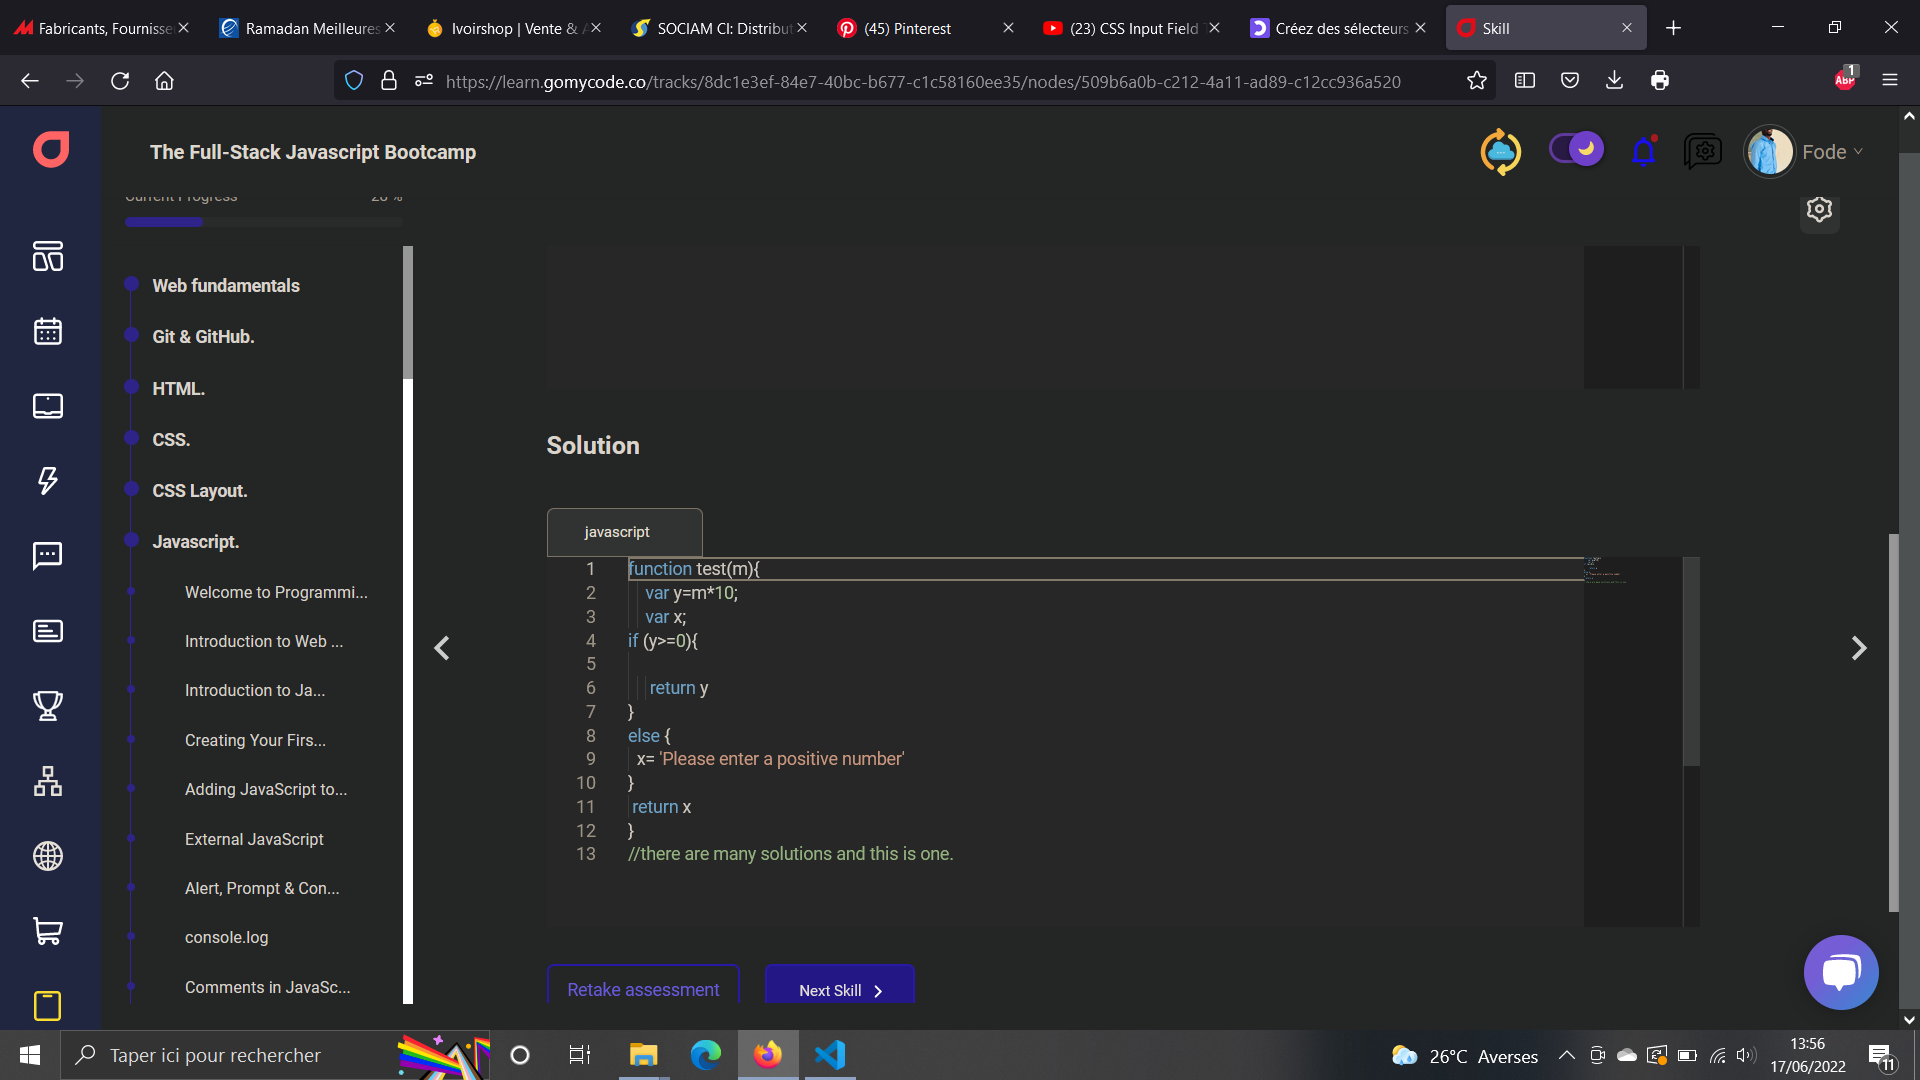 Fabricants, Fournisse
Ramadan Meilleures
Ivoirshop | Vente & A
SOCIAM CI: Distribut
(45) Pinterest
(23) CSS Input Field T
Créez des sélecteurs
Skill
https://learn.gomycode.co/tracks/8dc1e3ef-84e7-40bc-b677-c1c58160ee35/nodes/509b6a0b-c212-4a11-ad89-c12cc936a520
ABP
1
The Full-Stack Javascript Bootcamp
Fode
Current Progress
28 %
Web fundamentals
Git & GitHub.
HTML.
CSS.
CSS Layout.
Javascript.
Welcome to Programmi...
Introduction to Web ...
Introduction to Ja...
Creating Your Firs...
Adding JavaScript to...
External JavaScript
Alert, Prompt & Con...
console.log
Comments in JavaSc...
Solution
javascript
1 function test(m){
2 var y=m*10;
3 var x;
4 if (y>=0){
5
6 return y
7 }
8 else {
9 x= 'Please enter a positive number'
10 }
11 return x
12 }
13 //there are many solutions and this is one.
Retake assessment
Next Skill
Taper ici pour rechercher
26°C Averses
13:56
17/06/2022
11